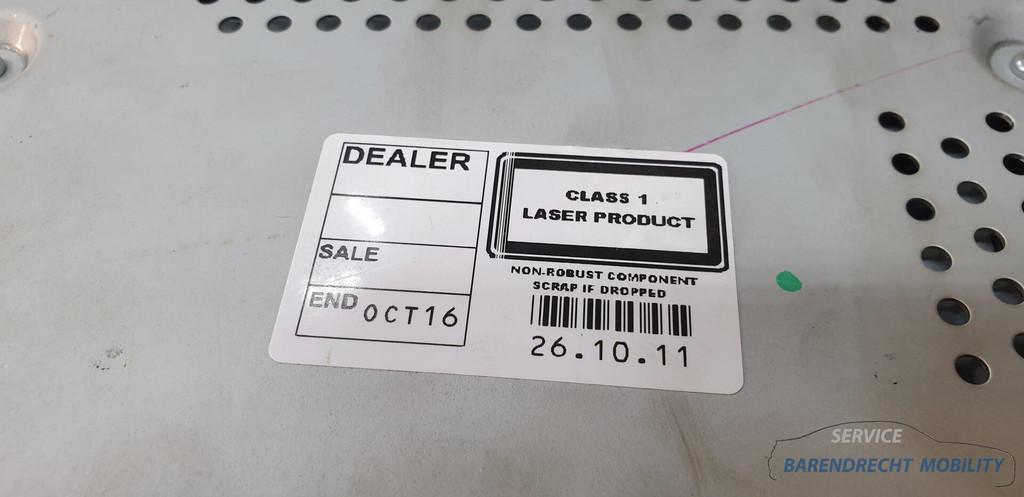 DEALER
SALE
END OCT16
CLASS 1
LASER PRODUCT
NON-ROBUST COMPONENT
SCRAP IF DROPPED
26.10.11
SERVICE
BARENDRECHT MOBILITY